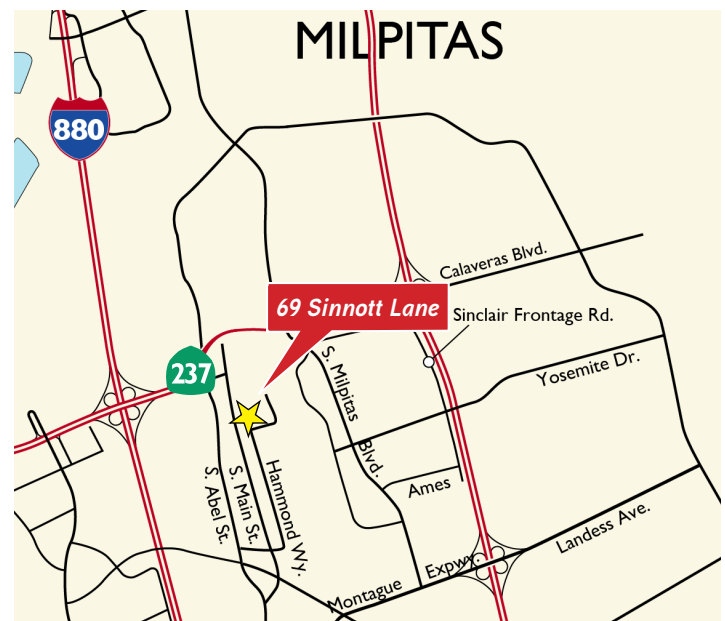 MILPITAS
880
Calaveras Blvd.
69 Sinnott Lane
Sinclair Frontage Rd.
237
S. Milpitas Blvd.
Yosemite Dr.
S. Abel St.
S. Main St.
Hammond Wy.
Ames
Landess Ave.
Montague Expwy.